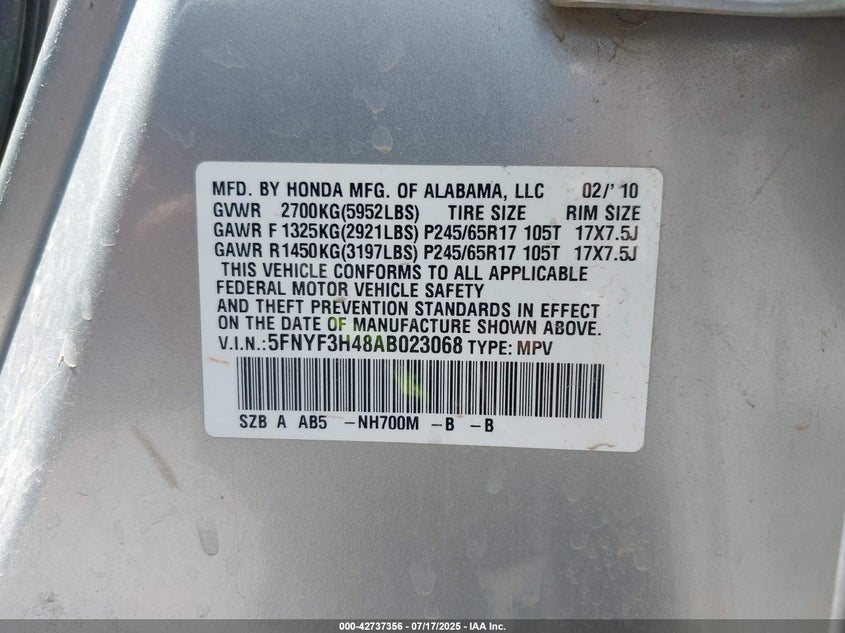 MFD. BY HONDA MFG. OF ALABAMA, LLC 02/' 10
GVWR 2700KG(5952LBS) TIRE SIZE RIM SIZE
GAWR F 1325KG(2921LBS) P245/65R17 105T 17X7.5J
GAWR R1450KG(3197LBS) P245/65R17 105T 17X7.5J
THIS VEHICLE CONFORMS TO ALL APPLICABLE
FEDERAL MOTOR VEHICLE SAFETY
AND THEFT PREVENTION STANDARDS IN EFFECT
ON THE DATE OF MANUFACTURE SHOWN ABOVE.
V.I.N.:5FNYF3H48AB023068 TYPE: MPV
SZB A AB5 -NH700M -B -B
000-42737356 | 07/17/2025 - IAA Inc.